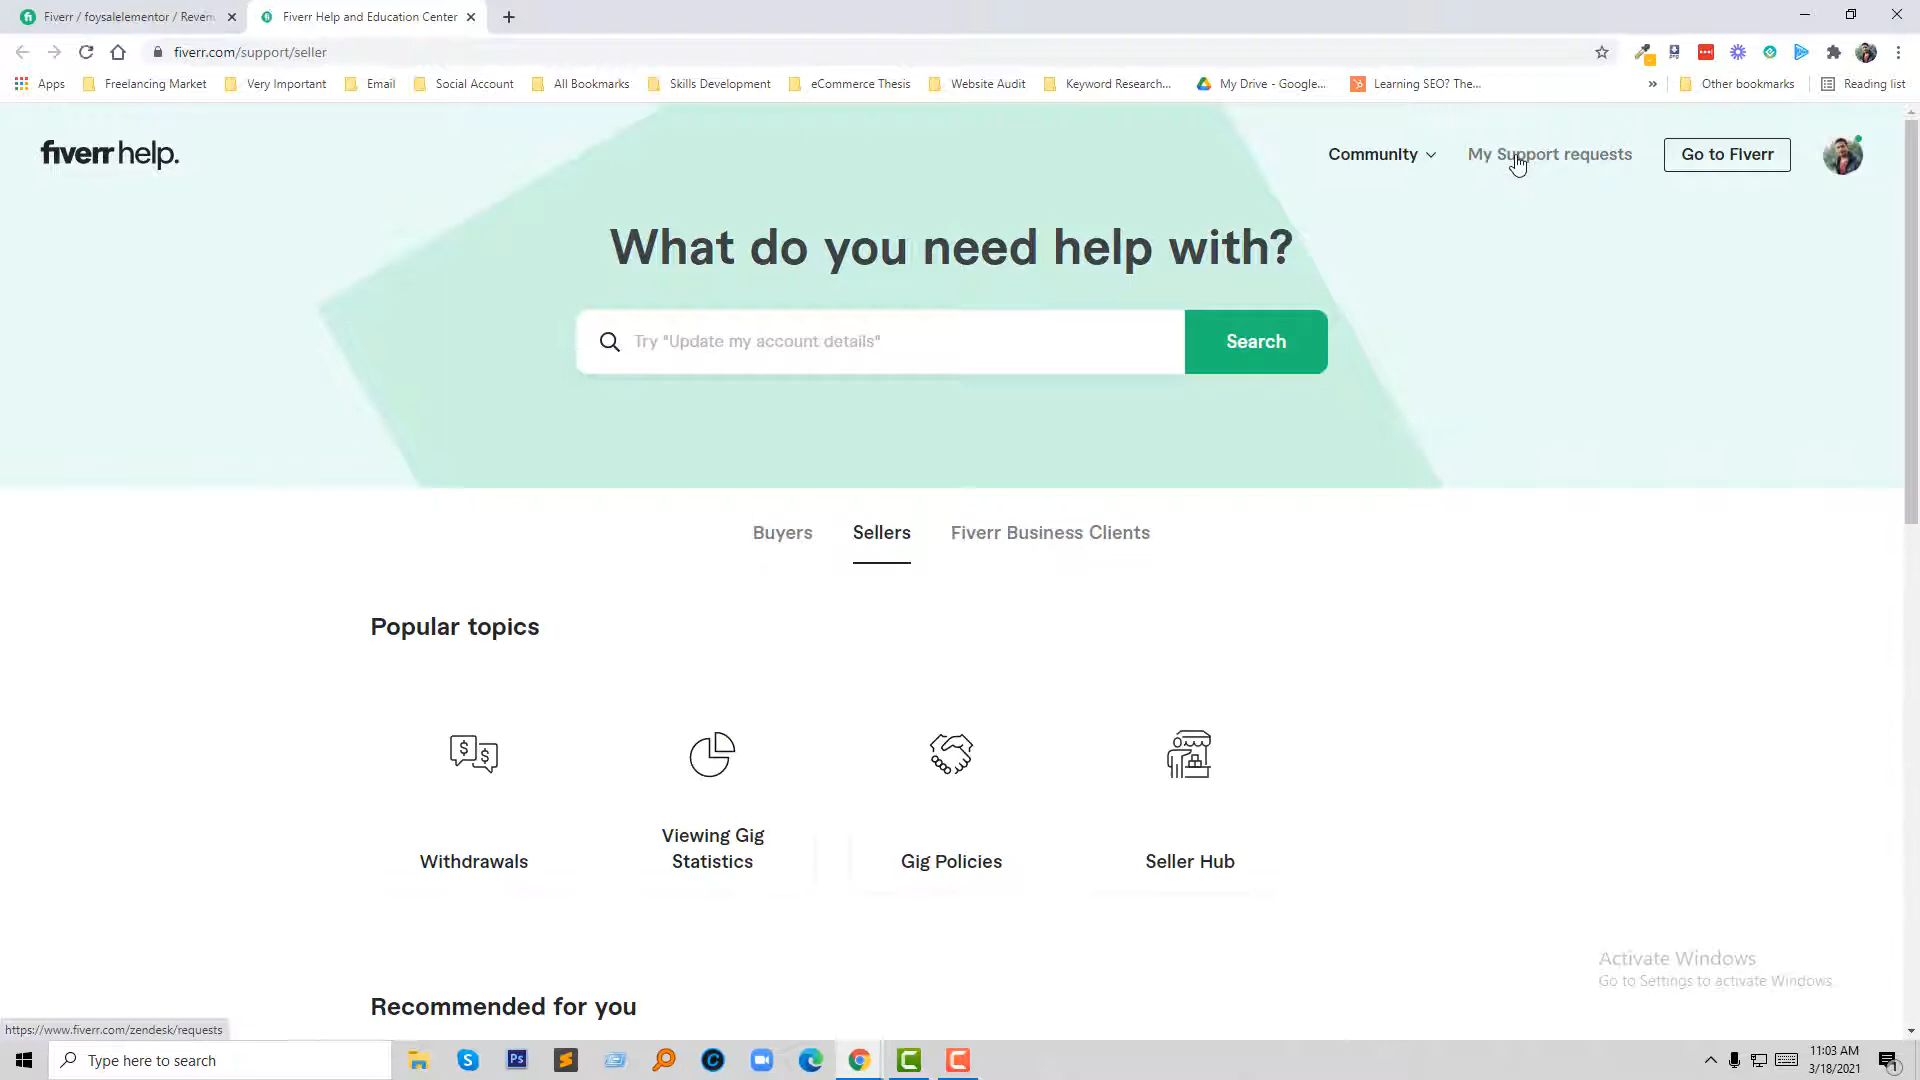 Fiverr / foysalelementor / Reven
Fiverr Help and Education Center
fiverr.com/support/seller
Apps
Freelancing Market
Very Important
Email
Social Account
All Bookmarks
Skills Development
eCommerce Thesis
Website Audit
Keyword Research...
My Drive - Google...
Learning SEO? The...
»
Other bookmarks
Reading list
fiverr help.
Community
My Support requests
Go to Fiverr
What do you need help with?
Try "Update my account details"
Search
Buyers
Sellers
Fiverr Business Clients
Popular topics
Withdrawals
Viewing Gig
Statistics
Gig Policies
Seller Hub
Activate Windows
Go to Settings to activate Windows.
Recommended for you
https://www.fiverr.com/zendesk/requests
Type here to search
Ps
11:03 AM
3/18/2021
1